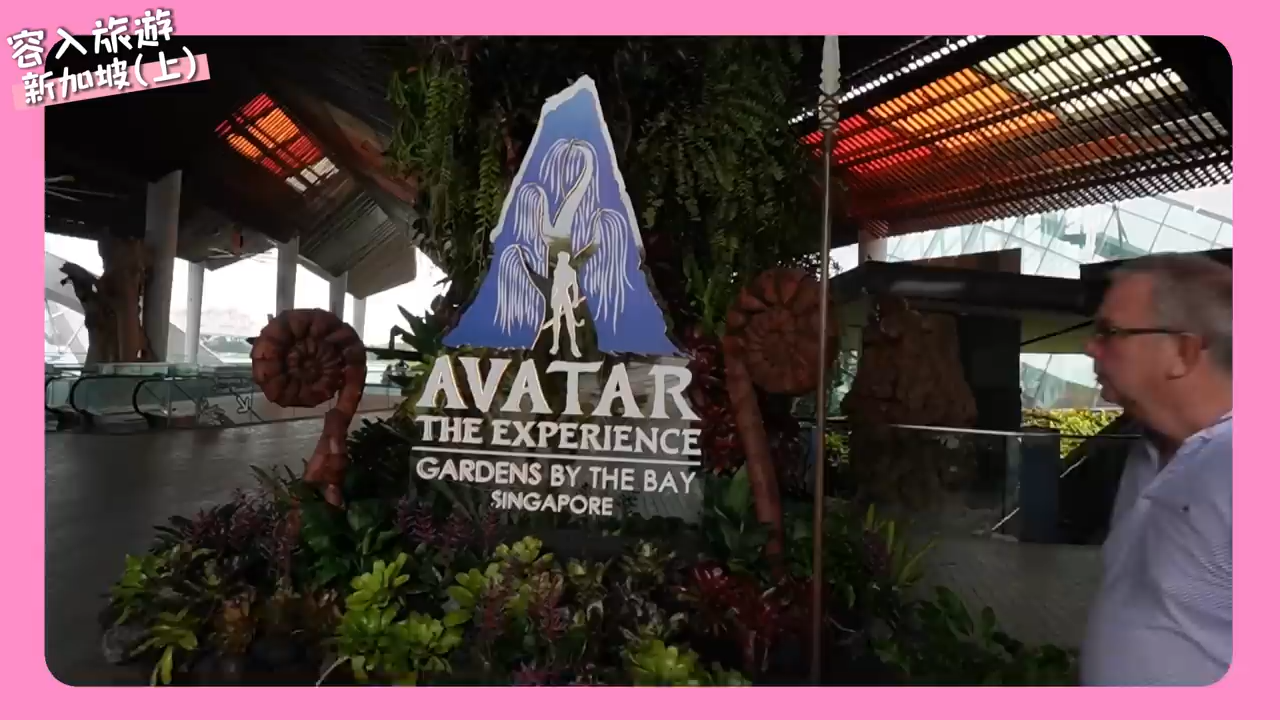 容入旅遊
新加坡(上)
AVATAR
THE EXPERIENCE
GARDENS BY THE BAY
SINGAPORE